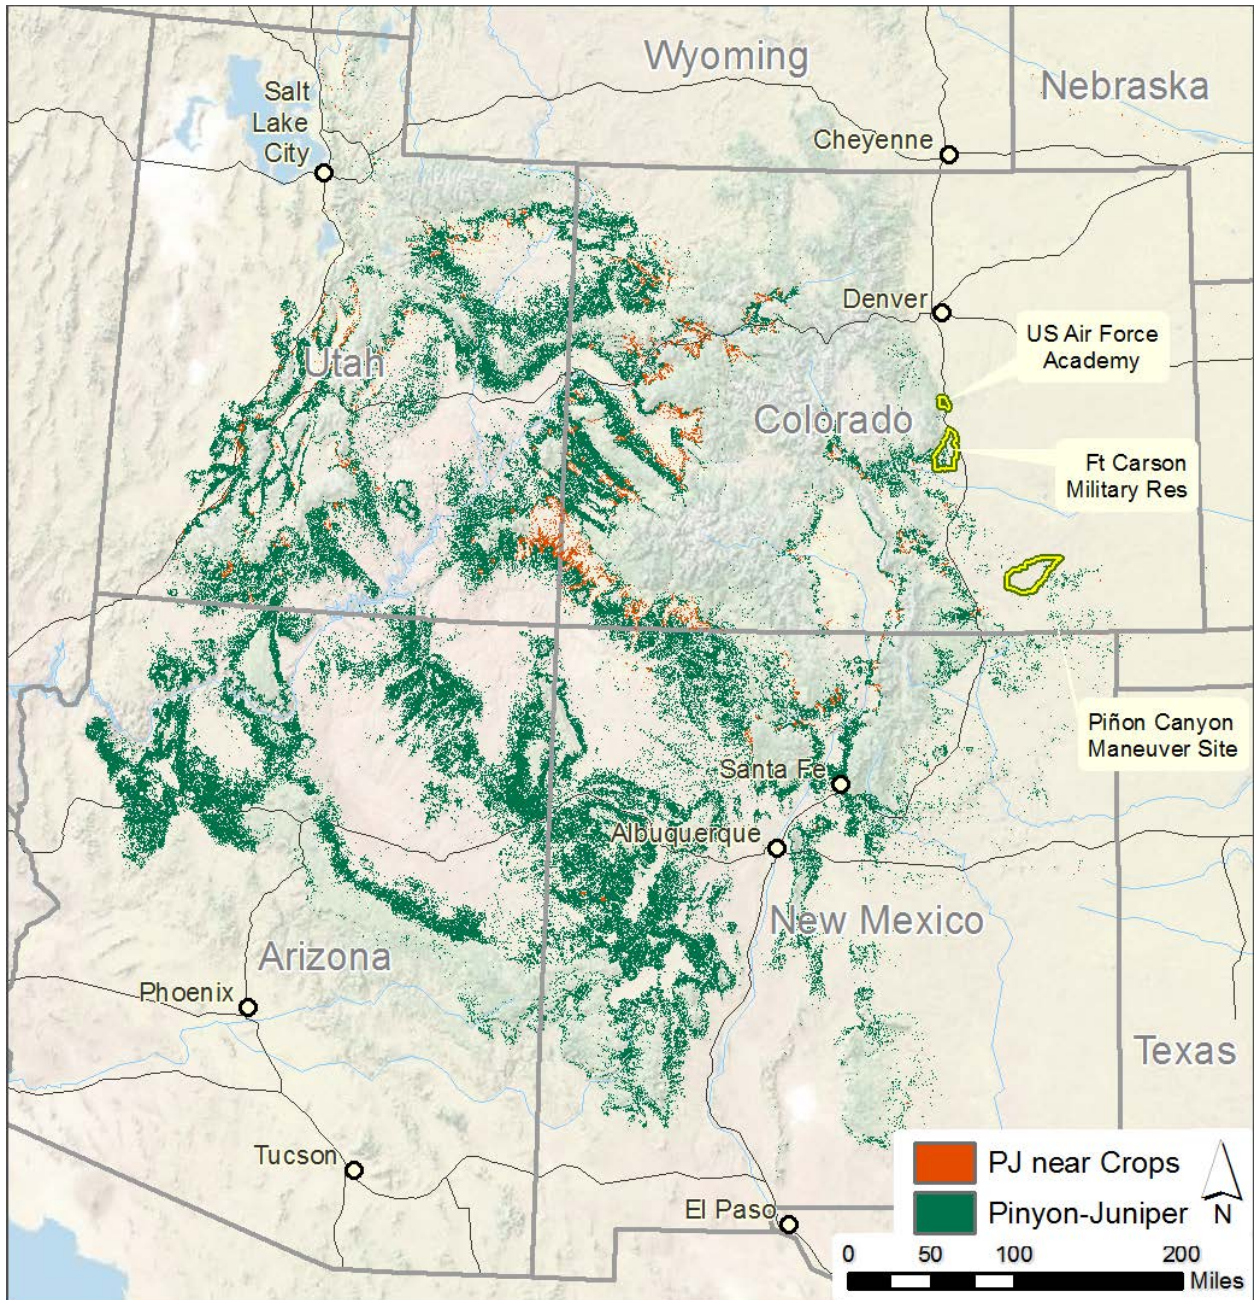 Wyoming
Nebraska
Salt
Lake
City
Cheyenne
Denver
US Air Force
Academy
Utah
Colorado
Ft Carson
Military Res
Piñon Canyon
Maneuver Site
Santa Fe
Albuquerque
New Mexico
Arizona
Phoenix
Texas
Tucson
El Paso
PJ near Crops
Pinyon-Juniper
N
0 50 100 200
Miles